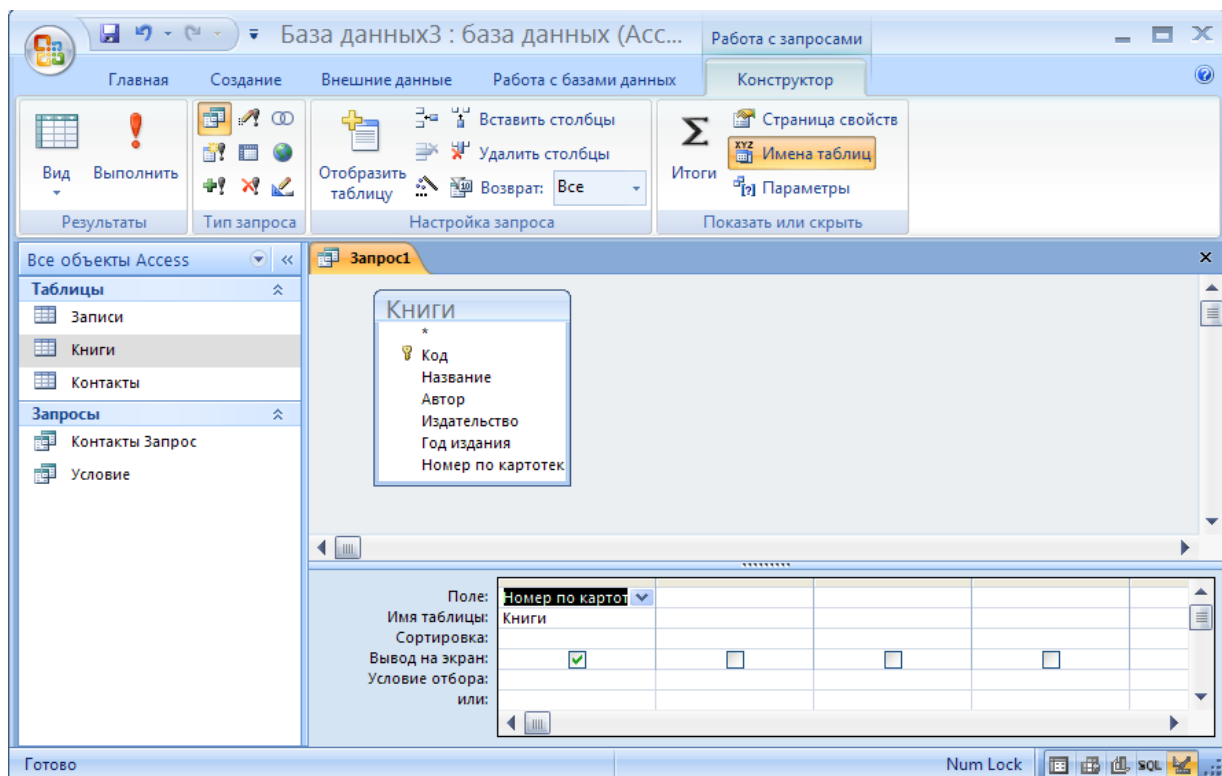 База данных3 : база данных (Acc...
Работа с запросами
Главная Создание Внешние данные Работа с базами данных Конструктор
Вид
Выполнить
Результаты
Тип запроса
Отобразить таблицу
Вставить столбцы
Удалить столбцы
Возврат: Все
Настройка запроса
Итоги
Страница свойств
XYZ Имена таблиц
Параметры
Показать или скрыть
Все объекты Access
Таблицы
Записи
Книги
Контакты
Запросы
Контакты Запрос
Условие
Запрос1
Книги
*
Код
Название
Автор
Издательство
Год издания
Номер по картотек
Поле: Номер по картот
Имя таблицы: Книги
Сортировка:
Вывод на экран:
Условие отбора:
или:
Готово
Num Lock
SQL